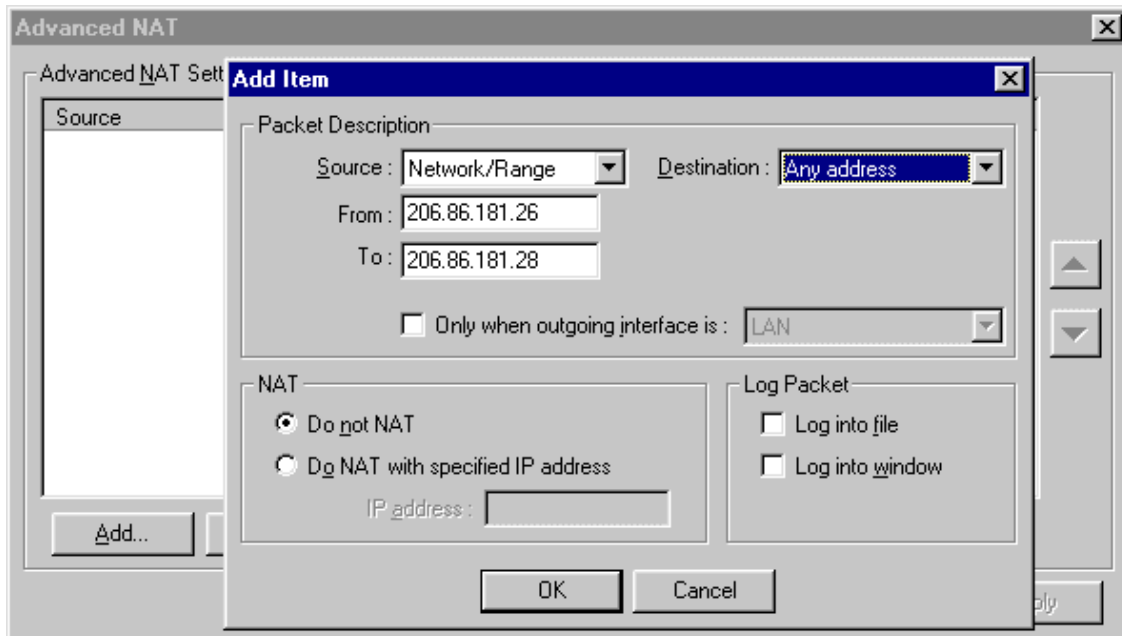 Advanced NAT
Advanced NAT Sett
Source
Add...
Add Item
Packet Description
Source : Network/Range Destination : Any address
From : 206.86.181.26
To : 206.86.181.28
Only when outgoing interface is : LAN
NAT
Do not NAT
Do NAT with specified IP address
IP address :
Log Packet
Log into file
Log into window
OK Cancel
ply